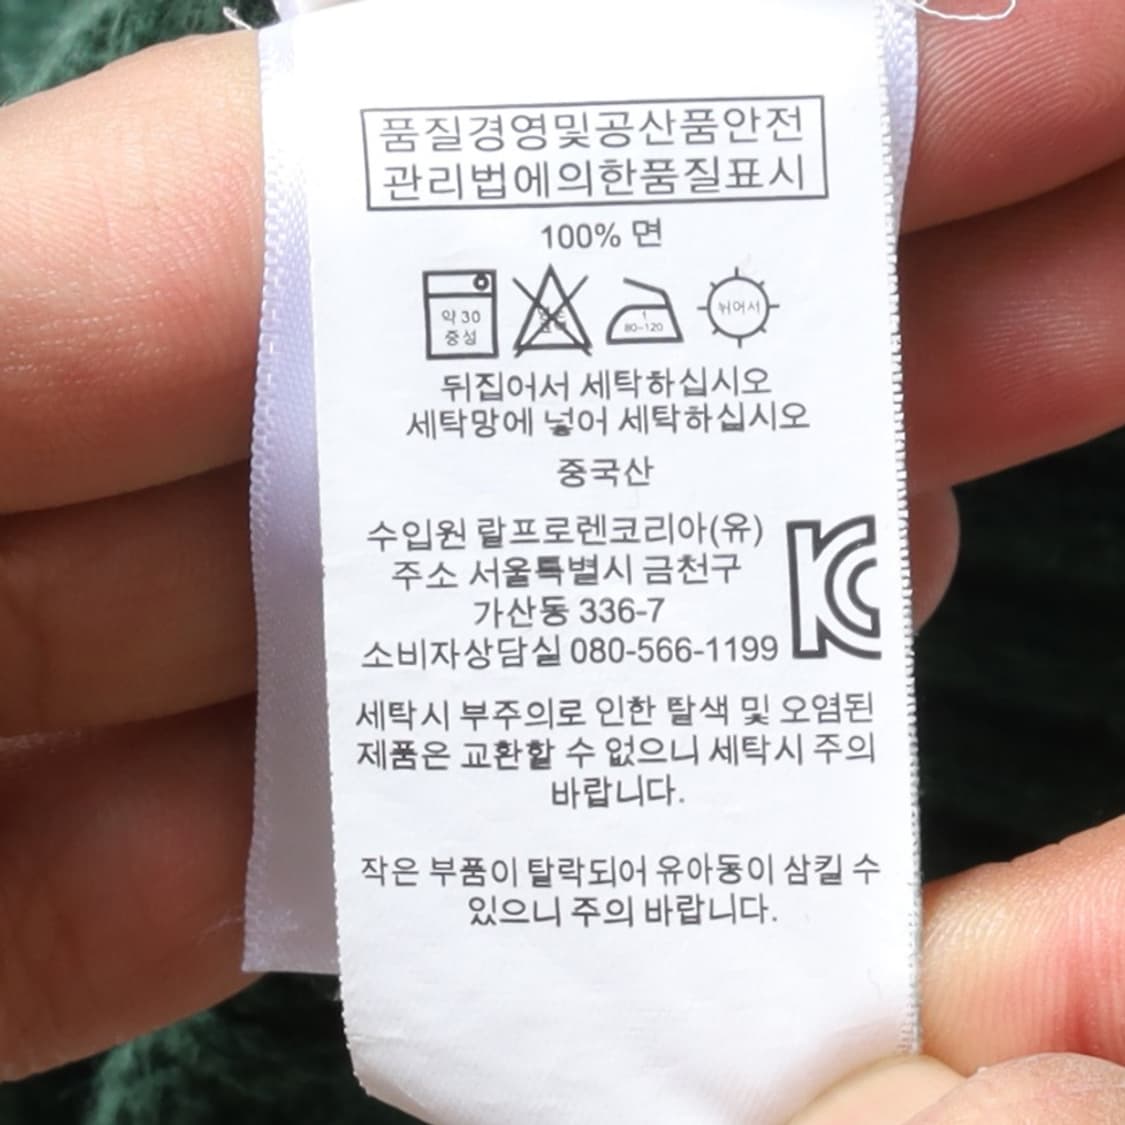 품질경영및공산품안전
관리법에의한품질표시
100% 면
약 30
중성
1
80~120
뉘어서
뒤집어서 세탁하십시오
세탁망에 넣어 세탁하십시오
중국산
수입원 랄프로렌코리아(유)
주소 서울특별시 금천구
가산동 336-7
소비자상담실 080-566-1199
KC
세탁시 부주의로 인한 탈색 및 오염된
제품은 교환할 수 없으니 세탁시 주의
바랍니다.
작은 부품이 탈락되어 유아동이 삼킬 수
있으니 주의 바랍니다.